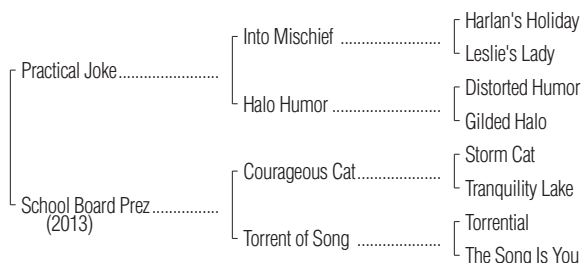 Harlan's Holiday
Into Mischief ........................
Leslie's Lady
Practical Joke........................
Distorted Humor
Halo Humor ..........................
Gilded Halo
Storm Cat
Courageous Cat....................
Tranquility Lake
School Board Prez ................
(2013)
Torrential
Torrent of Song ....................
The Song Is You